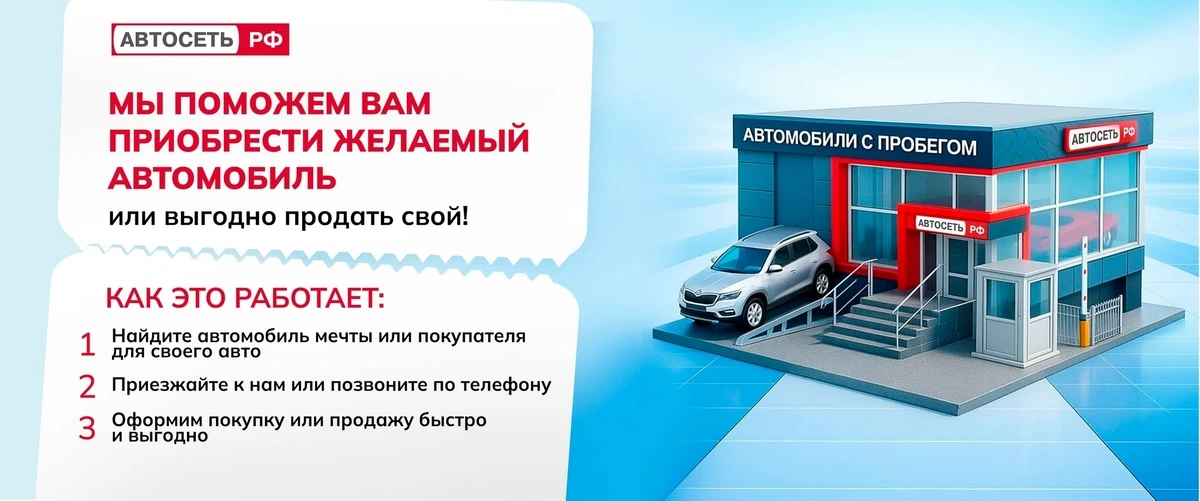 АВТОСЕТЬ РФ
МЫ ПОМОЖЕМ ВАМ
ПРИОБРЕСТИ ЖЕЛАЕМЫЙ
АВТОМОБИЛЬ
или выгодно продать свой!
КАК ЭТО РАБОТАЕТ:
1 Найдите автомобиль мечты или покупателя
для своего авто
2 Приезжайте к нам или позвоните по телефону
3 Оформим покупку или продажу быстро
и выгодно
АВТОМОБИЛИ С ПРОБЕГОМ
АВТОСЕТЬ РФ
АВТОСЕТЬ РФ